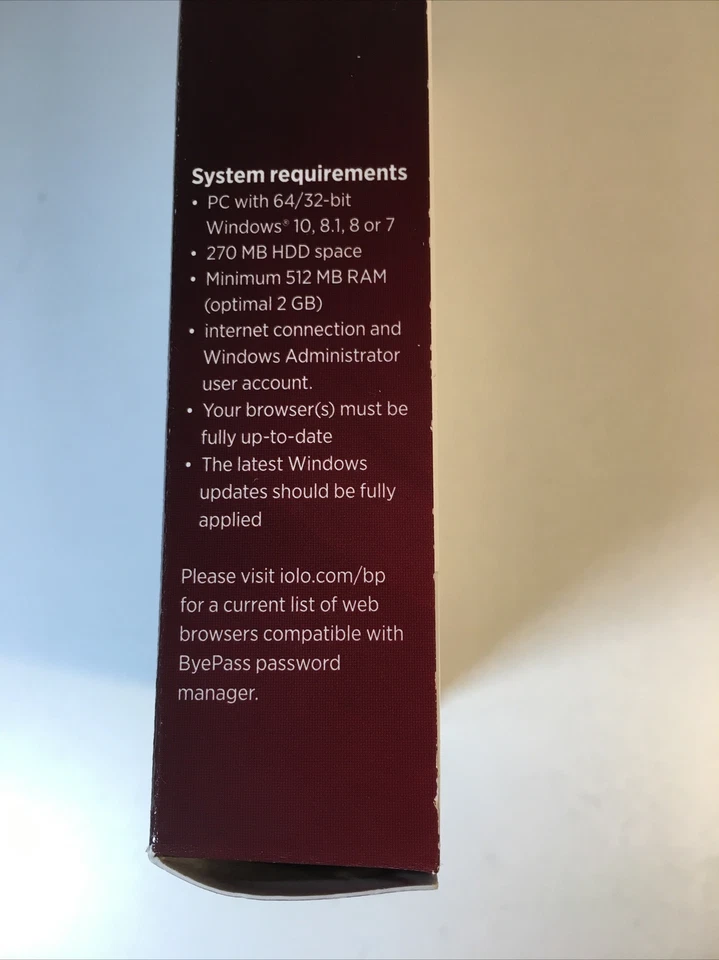 System requirements
• PC with 64/32-bit
Windows® 10, 8.1, 8 or 7
• 270 MB HDD space
• Minimum 512 MB RAM
(optimal 2 GB)
• internet connection and
Windows Administrator
user account.
• Your browser(s) must be
fully up-to-date
• The latest Windows
updates should be fully
applied
Please visit iolo.com/bp
for a current list of web
browsers compatible with
ByePass password
manager.